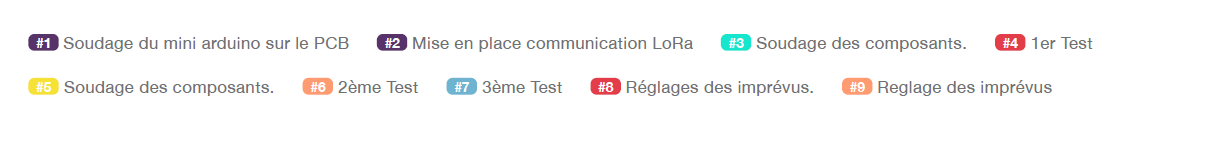 #1 Soudage du mini arduino sur le PCB #2 Mise en place communication LoRa #3 Soudage des composants. #4 1er Test
#5 Soudage des composants. #6 2ème Test #7 3ème Test #8 Réglages des imprévus. #9 Reglage des imprévus